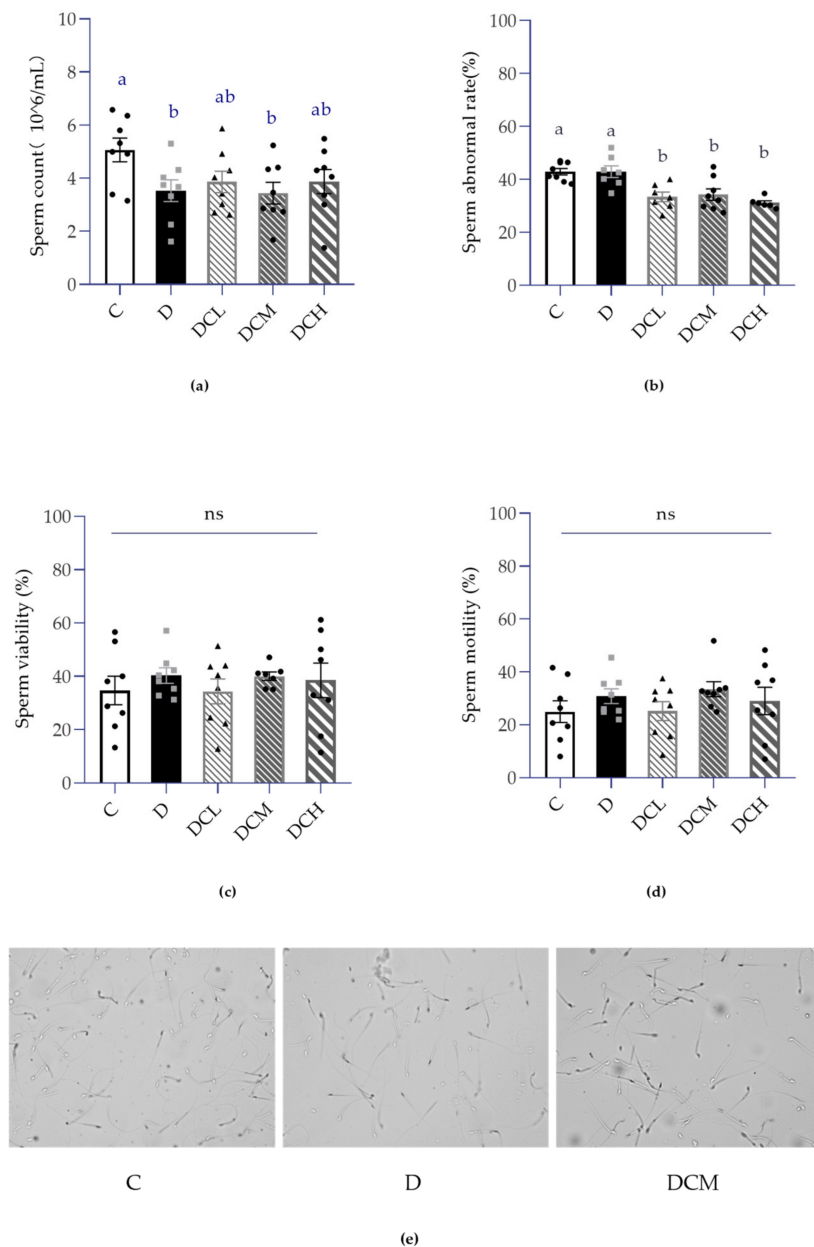 10
8
6
4
2
0
Sperm count( 10^6/mL)
a
b
ab
b
ab
C
D
DCL
DCM
DCH
(a)
100
80
60
40
20
0
Sperm abnormal rate(%)
a
a
b
b
b
C
D
DCL
DCM
DCH
(b)
100
80
60
40
20
0
Sperm viability (%)
ns
C
D
DCL
DCM
DCH
(c)
100
80
60
40
20
0
Sperm motility (%)
ns
C
D
DCL
DCM
DCH
(d)
C
D
DCM
(e)